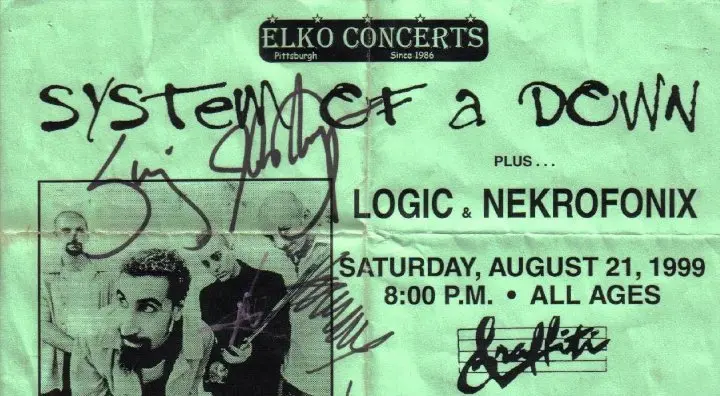 ELKO CONCERTS
Pittsburgh Since 1986
SYSTEM OF A DOWN
PLUS...
LOGIC & NEKROFONIX
SATURDAY, AUGUST 21, 1999
8:00 P.M. • ALL AGES
Graffiti